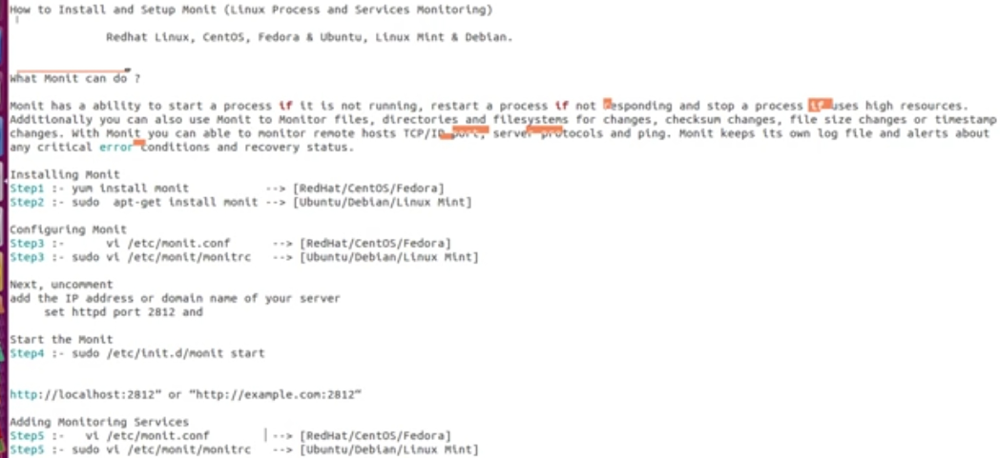 How to Install and Setup Monit (Linux Process and Services Monitoring)
Redhat Linux, CentOS, Fedora & Ubuntu, Linux Mint & Debian.
What Monit can do ?
Monit has a ability to start a process if it is not running, restart a process if not responding and stop a process if uses high resources.
Additionally you can also use Monit to Monitor files, directories and filesystems for changes, checksum changes, file size changes or timestamp
changes. With Monit you can able to monitor remote hosts TCP/IP port, server protocols and ping. Monit keeps its own log file and alerts about
any critical error conditions and recovery status.
Installing Monit
Step1 :- yum install monit --> [RedHat/CentOS/Fedora]
Step2 :- sudo apt-get install monit --> [Ubuntu/Debian/Linux Mint]
Configuring Monit
Step3 :- vi /etc/monit.conf --> [RedHat/CentOS/Fedora]
Step3 :- sudo vi /etc/monit/monitrc --> [Ubuntu/Debian/Linux Mint]
Next, uncomment
add the IP address or domain name of your server
set httpd port 2812 and
Start the Monit
Step4 :- sudo /etc/init.d/monit start
http://localhost:2812" or "http://example.com:2812"
Adding Monitoring Services
Step5 :- vi /etc/monit.conf --> [RedHat/CentOS/Fedora]
Step5 :- sudo vi /etc/monit/monitrc --> [Ubuntu/Debian/Linux Mint]